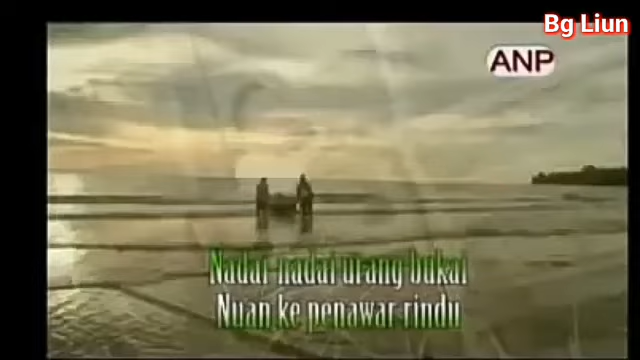 Bg Liun
ANP
Nadai-nadai urang bukai
Nuan ke penawar rindu